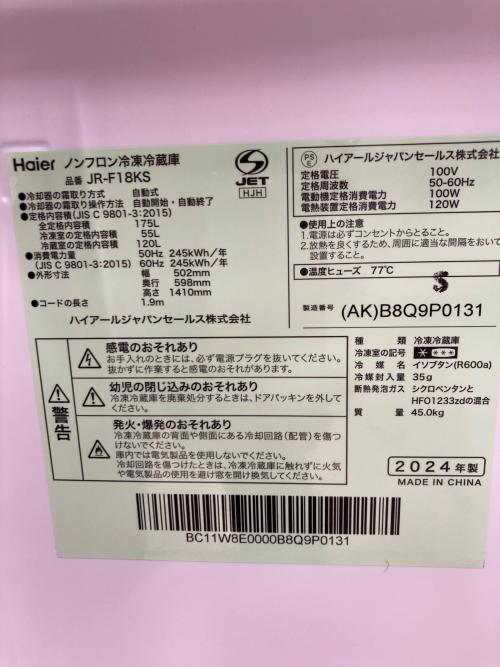 Haier ノンフロン冷凍冷蔵庫
品番 JR-F18KS
S
JET
HJH
●冷却器の霜取り方式 自動式
●冷却器の霜取り操作方法 自動開始・自動終了
●定格内容積(JIS C 9801-3:2015)
全定格内容積 175L
冷凍室の定格内容積 55L
冷蔵室の定格内容積 120L
●消費電力量 50Hz 245kWh/年
(JIS C 9801-3:2015) 60Hz 245kWh/年
●外形寸法 幅 502mm
奥行 598mm
高さ 1410mm
●コードの長さ 1.9m
ハイアールジャパンセールス株式会社
PS
E
ハイアールジャパンセールス株式会社
定格電圧 100V
定格周波数 50-60Hz
電動機定格消費電力 100W
電熱装置定格消費電力 120W
●使用上の注意
1.電源は必ずコンセントからとってください。
2.放熱を良くするため、周囲に適当な間隔をおいて
設置すること。
●温度ヒューズ 77℃
S
製造番号 (AK)B8Q9P0131
警告
感電のおそれあり
お手入れのときには、必ず電源プラグを抜いてください。
抜かずに作業すると感電のおそれがあります。
幼児の閉じ込みのおそれあり
冷凍冷蔵庫を廃棄処分するときは、ドアパッキンを外して
ください。
発火・爆発のおそれあり
冷凍冷蔵庫の背面や側面にある冷却回路(配管)を傷つ
けないでください。
庫内では電気製品を使用しないでください。
冷却回路を傷つけたときは、冷凍冷蔵庫に触れずに火気
や電気製品の使用を避け窓を開け換気してください。
種類 冷凍冷蔵庫
冷凍室の記号 * ***
冷媒 イソブタン(R600a)
冷媒封入量 35g
断熱発泡ガス シクロペンタンと
HFO1233zdの混合
質量 45.0kg
2024年製
MADE IN CHINA
BC11W8E0000B8Q9P0131